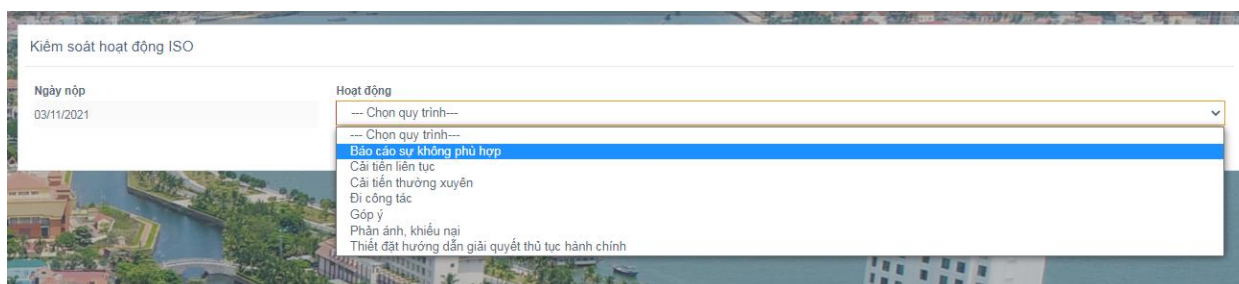 Kiểm soát hoạt động ISO
Ngày nộp
Hoạt động
03/11/2021
--- Chọn quy trình---
--- Chọn quy trình---
Báo cáo sự không phù hợp
Cải tiến liên tục
Cải tiến thường xuyên
Đi công tác
Góp ý
Phản ánh, khiếu nại
Thiết đặt hướng dẫn giải quyết thủ tục hành chính